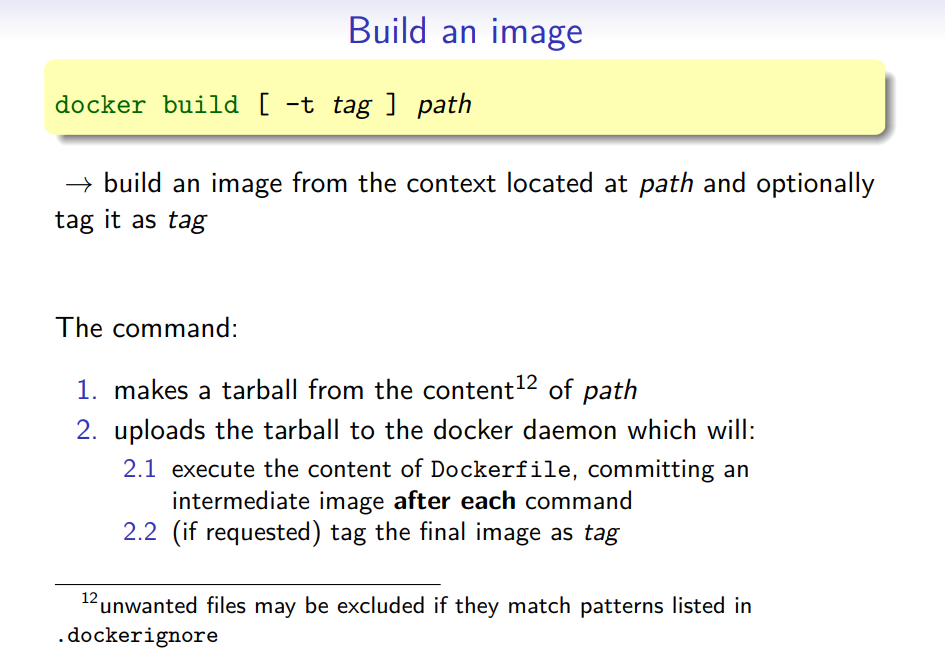 Build an image
docker build [ -t tag ] path
→ build an image from the context located at path and optionally
tag it as tag
The command:
1. makes a tarball from the content12 of path
2. uploads the tarball to the docker daemon which will:
2.1 execute the content of Dockerfile, committing an
intermediate image after each command
2.2 (if requested) tag the final image as tag
12unwanted files may be excluded if they match patterns listed in
.dockerignore